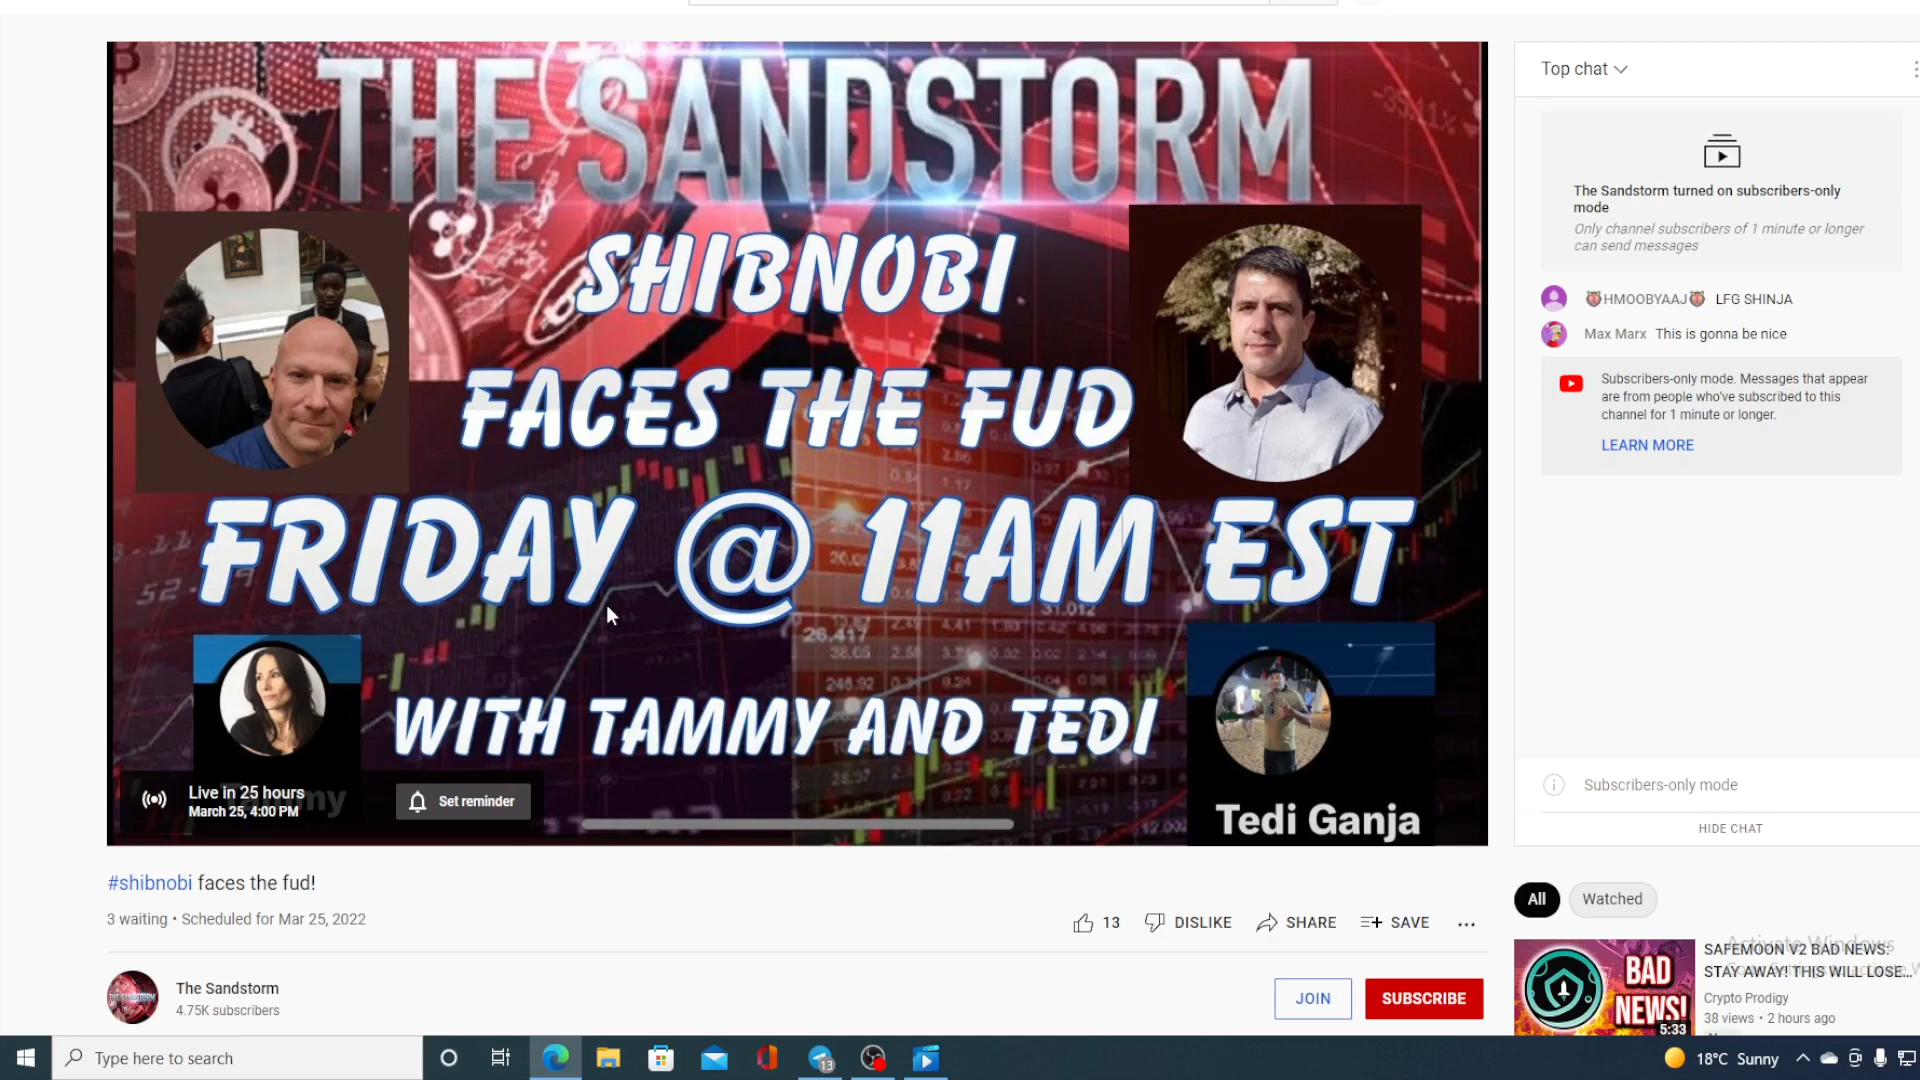 THE SANDSTORM
SHIBNOBI
FACES THE FUD
FRIDAY @ 11AM EST
WITH TAMMY AND TEDI
Tammy
Tedi Ganja
Live in 25 hours
March 25, 4:00 PM
Set reminder
#shibnobi faces the fud!
3 waiting • Scheduled for Mar 25, 2022
13
DISLIKE
SHARE
SAVE
The Sandstorm
4.75K subscribers
JOIN
SUBSCRIBE
Top chat
The Sandstorm turned on subscribers-only
mode
Only channel subscribers of 1 minute or longer
can send messages
👹HMOOBYAAJ👹 LFG SHINJA
Max Marx This is gonna be nice
Subscribers-only mode. Messages that appear
are from people who've subscribed to this
channel for 1 minute or longer.
LEARN MORE
Subscribers-only mode
HIDE CHAT
All
Watched
BAD
NEWS!
5:33
SAFEMOON V2 BAD NEWS:
STAY AWAY! THIS WILL LOSE...
Crypto Prodigy
38 views • 2 hours ago
Activate Windows
Type here to search
13
18°C Sunny